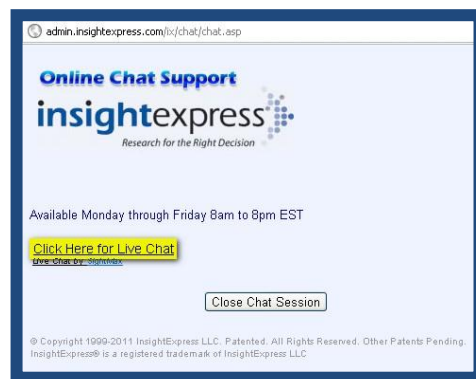 admin.insightexpress.com/ix/chat/chat.asp
Online Chat Support
insightexpress
Research for the Right Decision
Available Monday through Friday 8am to 8pm EST
Click Here for Live Chat
Live Chat by SightMax
Close Chat Session
© Copyright 1999-2011 InsightExpress LLC. Patented. All Rights Reserved. Other Patents Pending.
InsightExpress® is a registered trademark of InsightExpress LLC